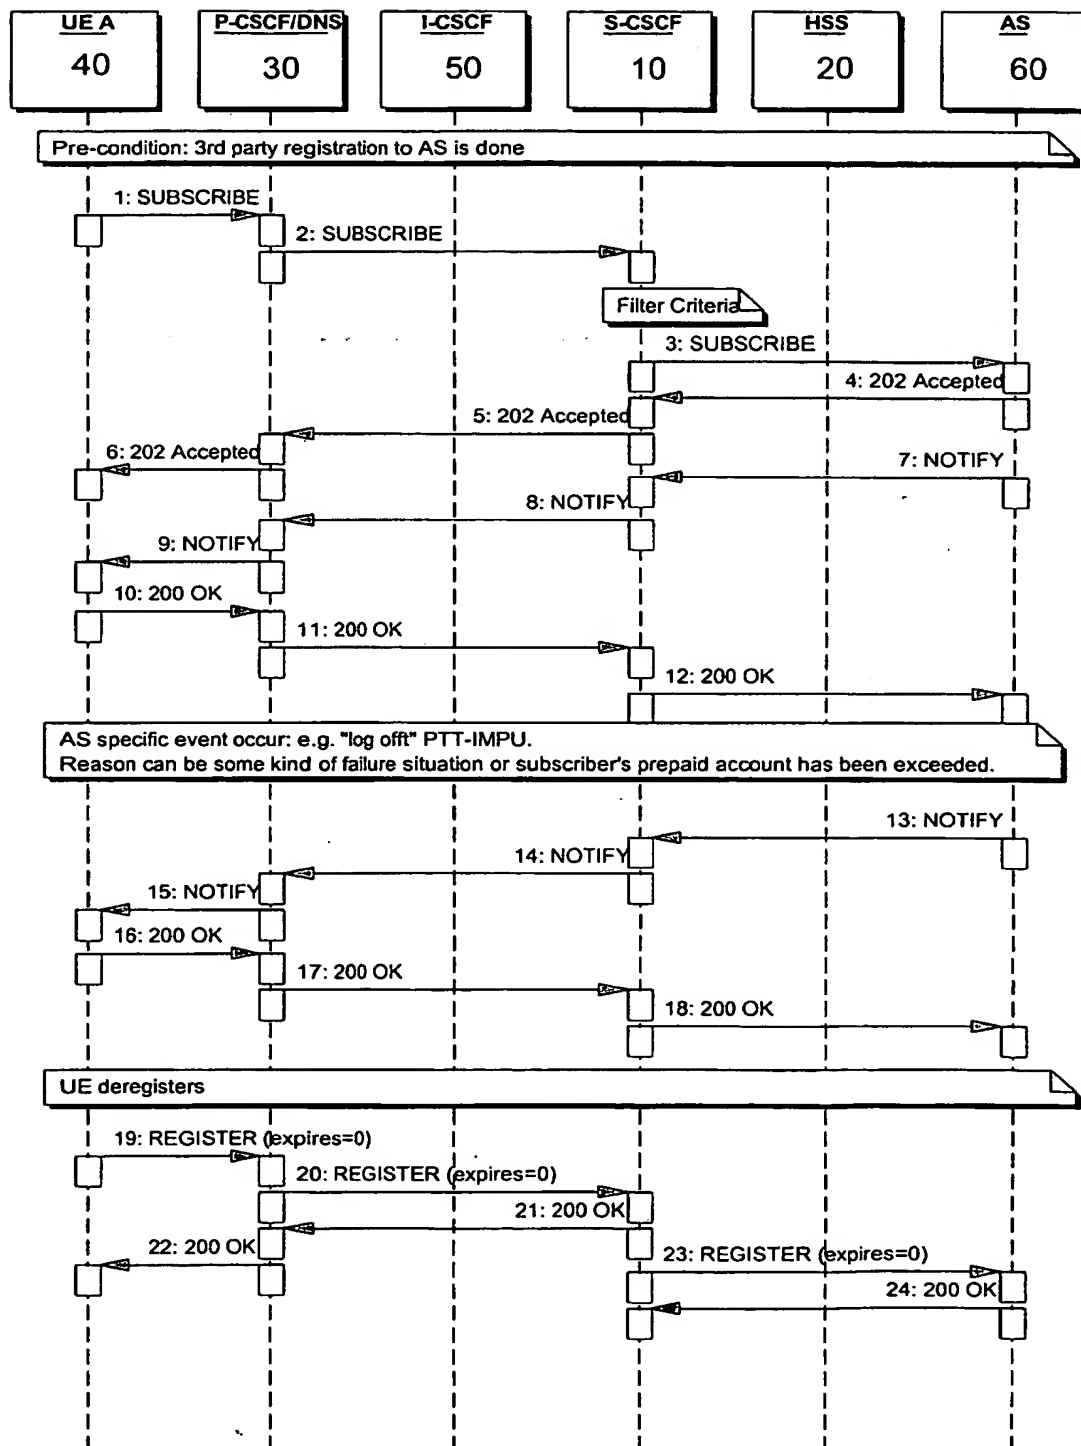 UE A P-CSCF/DNS I-CSCF S-CSCF HSS AS
40 30 50 10 20 60
Pre-condition: 3rd party registration to AS is done
1: SUBSCRIBE
2: SUBSCRIBE
Filter Criteria
3: SUBSCRIBE
4: 202 Accepted
5: 202 Accepted
6: 202 Accepted
7: NOTIFY
8: NOTIFY
9: NOTIFY
10: 200 OK
11: 200 OK
12: 200 OK
AS specific event occur: e.g. "log offt" PTT-IMPU.
Reason can be some kind of failure situation or subscriber's prepaid account has been exceeded.
13: NOTIFY
14: NOTIFY
15: NOTIFY
16: 200 OK
17: 200 OK
18: 200 OK
UE deregisters
19: REGISTER (expires=0)
20: REGISTER (expires=0)
21: 200 OK
22: 200 OK
23: REGISTER (expires=0)
24: 200 OK